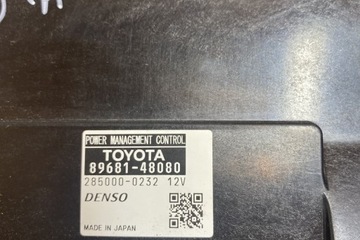 POWER MANAGEMENT CONTROL
TOYOTA
89681-48080
285000-0232 12V
DENSO
MADE IN JAPAN